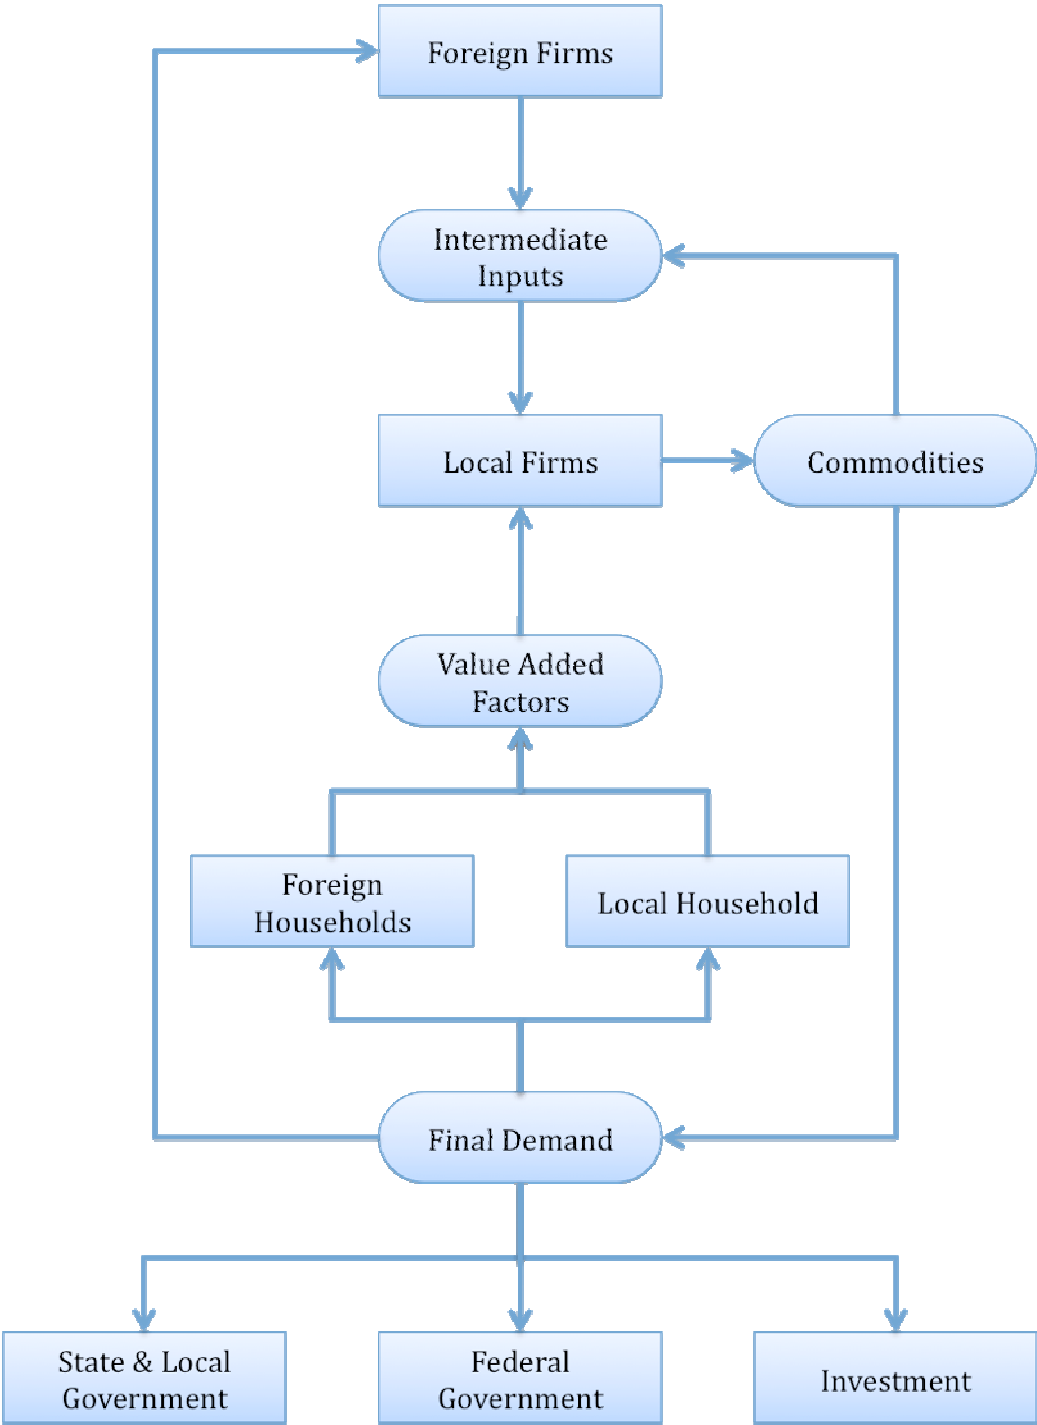 Foreign Firms
Intermediate
Inputs
Local Firms
Commodities
Value Added
Factors
Foreign
Households
Local Household
Final Demand
State & Local
Government
Federal
Government
Investment